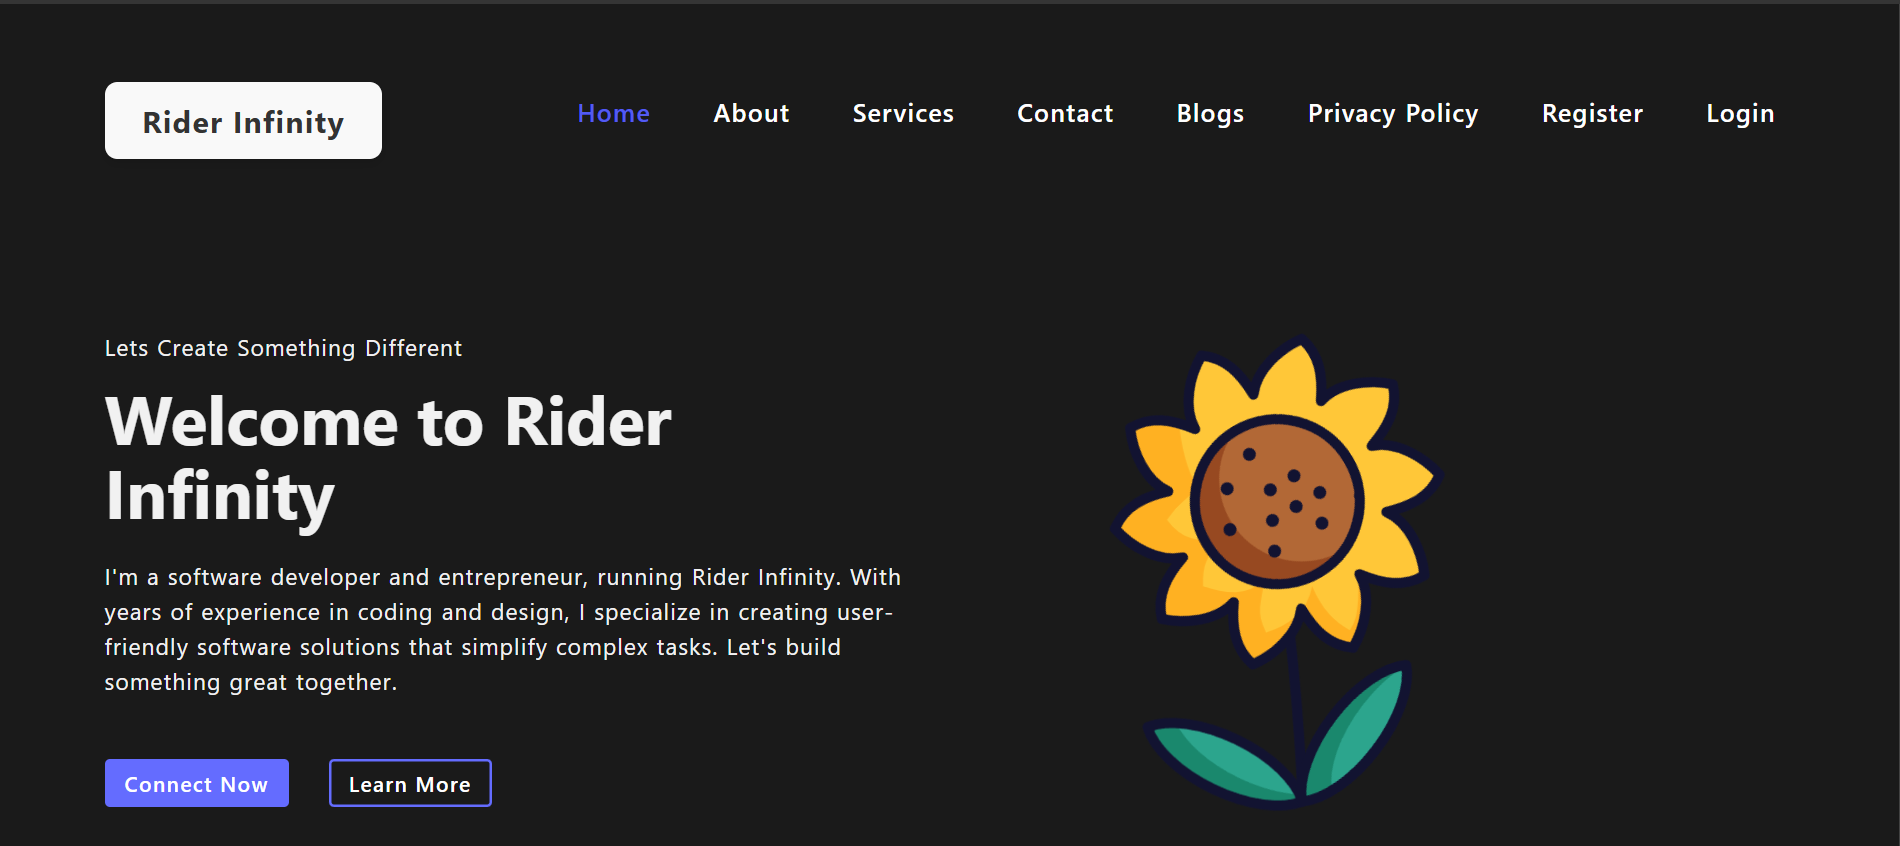 Rider Infinity
Home About Services Contact Blogs Privacy Policy Register Login
Lets Create Something Different
Welcome to Rider
Infinity
I'm a software developer and entrepreneur, running Rider Infinity. With
years of experience in coding and design, I specialize in creating user-
friendly software solutions that simplify complex tasks. Let's build
something great together.
Connect Now Learn More